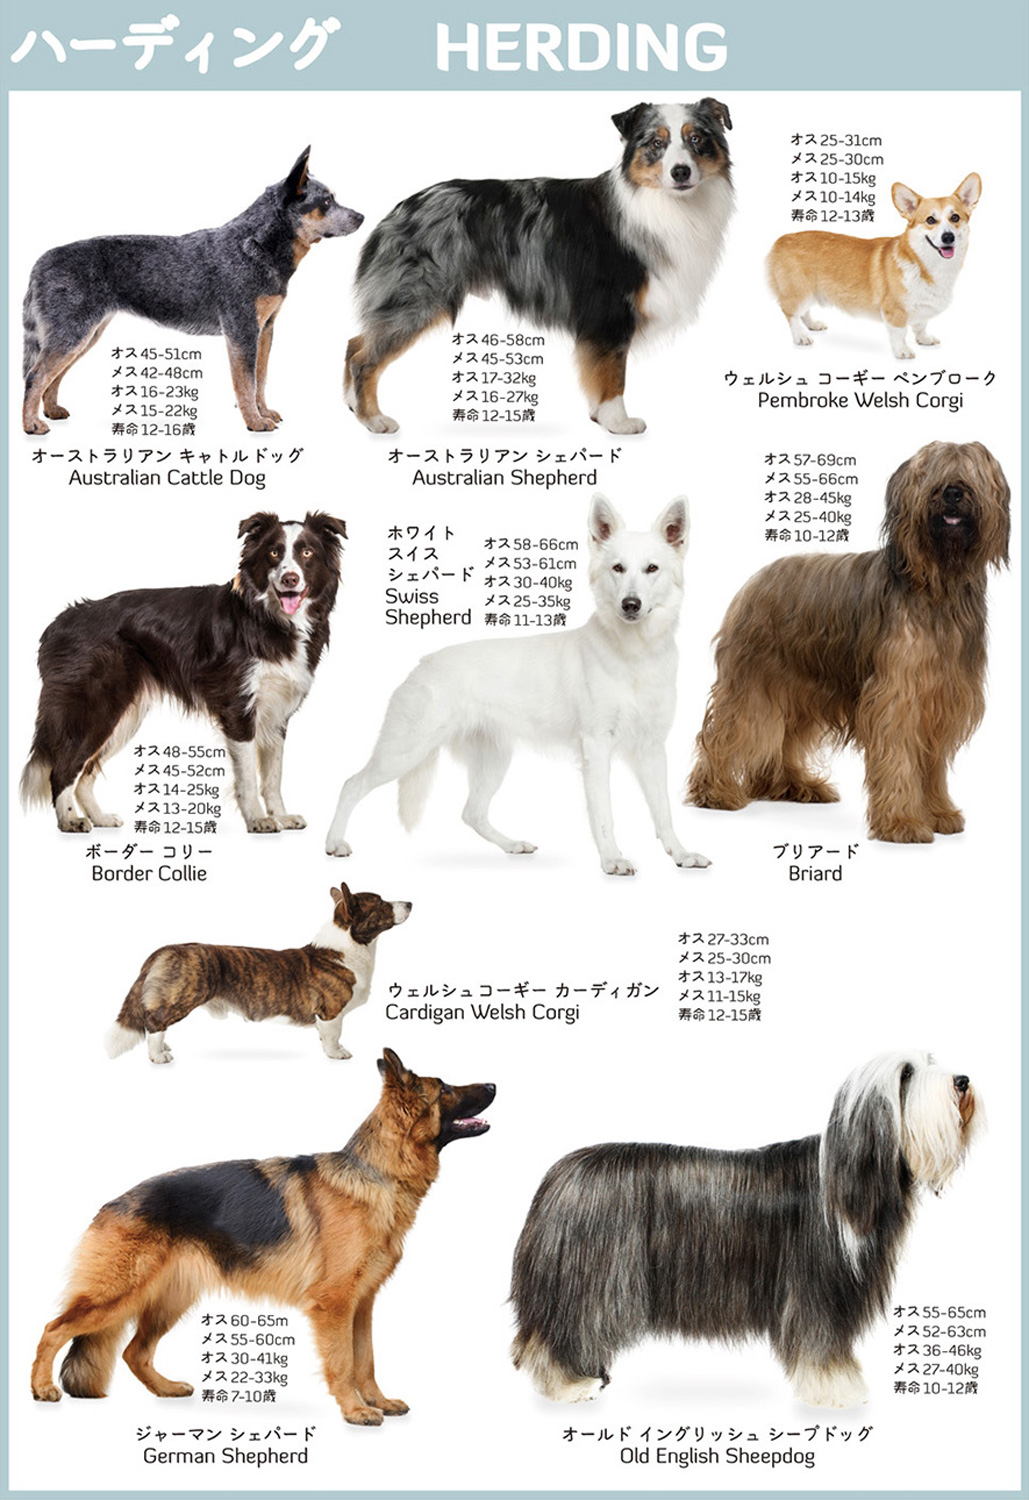 ハーディング HERDING
オス45-51cm
メス42-48cm
オス16-23kg
メス15-22kg
寿命12-16歳
オーストラリアン キャトルドッグ
Australian Cattle Dog
オス46-58cm
メス45-53cm
オス17-32kg
メス16-27kg
寿命12-15歳
オーストラリアン シェパード
Australian Shepherd
オス25-31cm
メス25-30cm
オス10-15kg
メス10-14kg
寿命12-13歳
ウェルシュ コーギー ペンブローク
Pembroke Welsh Corgi
オス48-55cm
メス45-52cm
オス14-25kg
メス13-20kg
寿命12-15歳
ボーダー コリー
Border Collie
ホワイト
スイス
シェパード
Swiss
Shepherd
オス58-66cm
メス53-61cm
オス30-40kg
メス25-35kg
寿命11-13歳
オス57-69cm
メス55-66cm
オス28-45kg
メス25-40kg
寿命10-12歳
ブリアード
Briard
ウェルシュコーギー カーディガン
Cardigan Welsh Corgi
オス27-33cm
メス25-30cm
オス13-17kg
メス11-15kg
寿命12-15歳
オス60-65m
メス55-60cm
オス30-41kg
メス22-33kg
寿命7-10歳
ジャーマン シェパード
German Shepherd
オス55-65cm
メス52-63cm
オス36-46kg
メス27-40kg
寿命10-12歳
オールド イングリッシュ シープドッグ
Old English Sheepdog